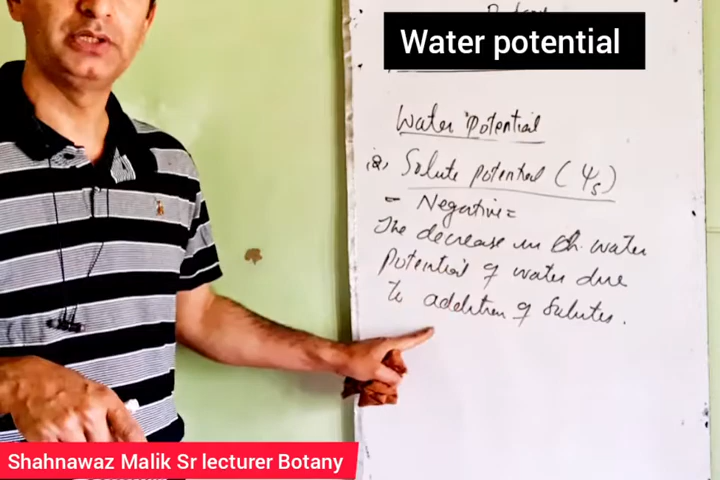 Water potential
Water Potential
(a) Solute potential (Ψs)
- Negative =
The decrease in water
Potential of water due
to addition of Solutes.
Shahnawaz Malik Sr lecturer Botany